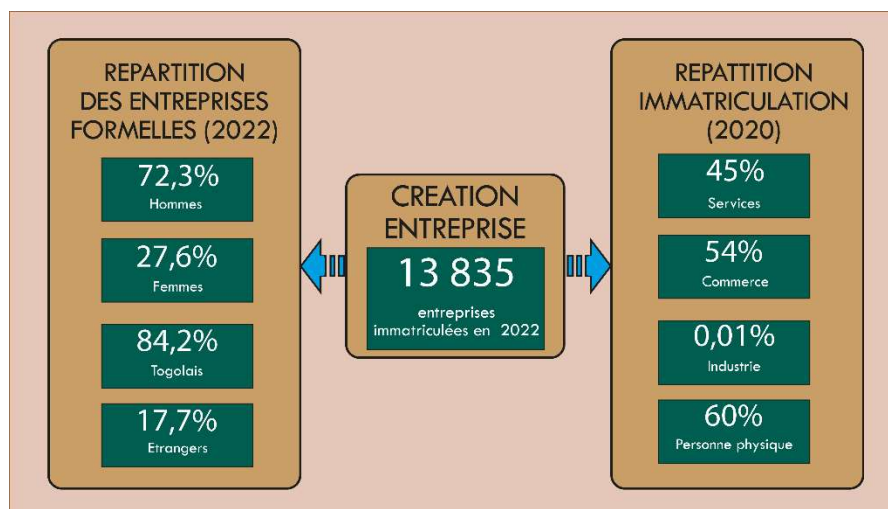 REPARTITION
DES ENTREPRISES
FORMELLES (2022)
72,3%
Hommes
27,6%
Femmes
84,2%
Togolais
17,7%
Etrangers
CREATION
ENTREPRISE
13 835
entreprises
immatriculées en 2022
REPATTITION
IMMATRICULATION
(2020)
45%
Services
54%
Commerce
0,01%
Industrie
60%
Personne physique